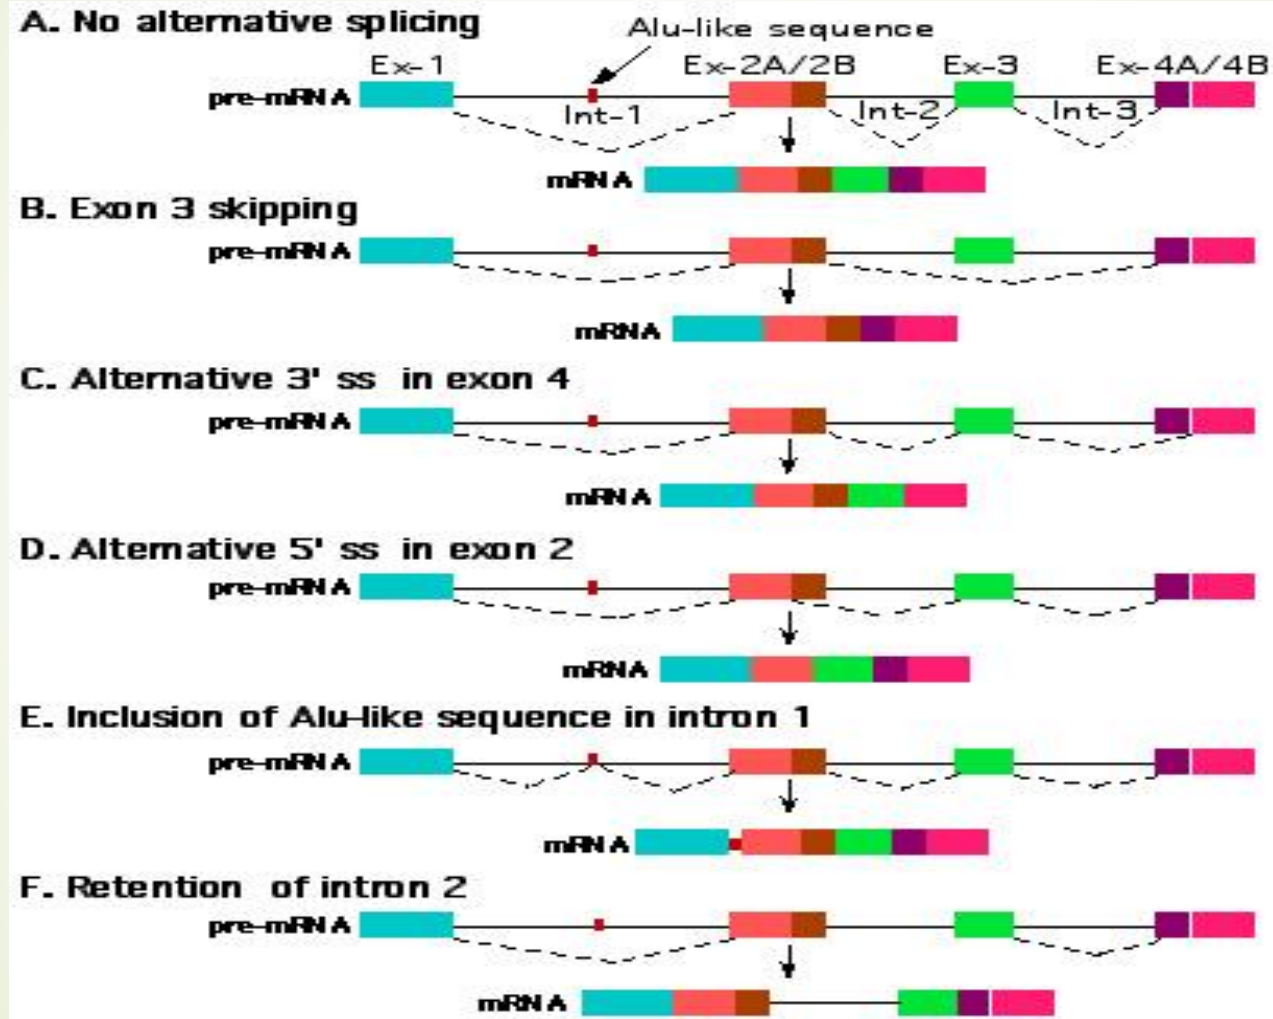 A. No alternative splicing
Alu-like sequence
Ex-1 Ex-2A/2B Ex-3 Ex-4A/4B
pre-mRNA
Int-1 Int-2 Int-3
mRNA
B. Exon 3 skipping
pre-mRNA
mRNA
C. Alternative 3' ss in exon 4
pre-mRNA
mRNA
D. Alternative 5' ss in exon 2
pre-mRNA
mRNA
E. Inclusion of Alu-like sequence in intron 1
pre-mRNA
mRNA
F. Retention of intron 2
pre-mRNA
mRNA